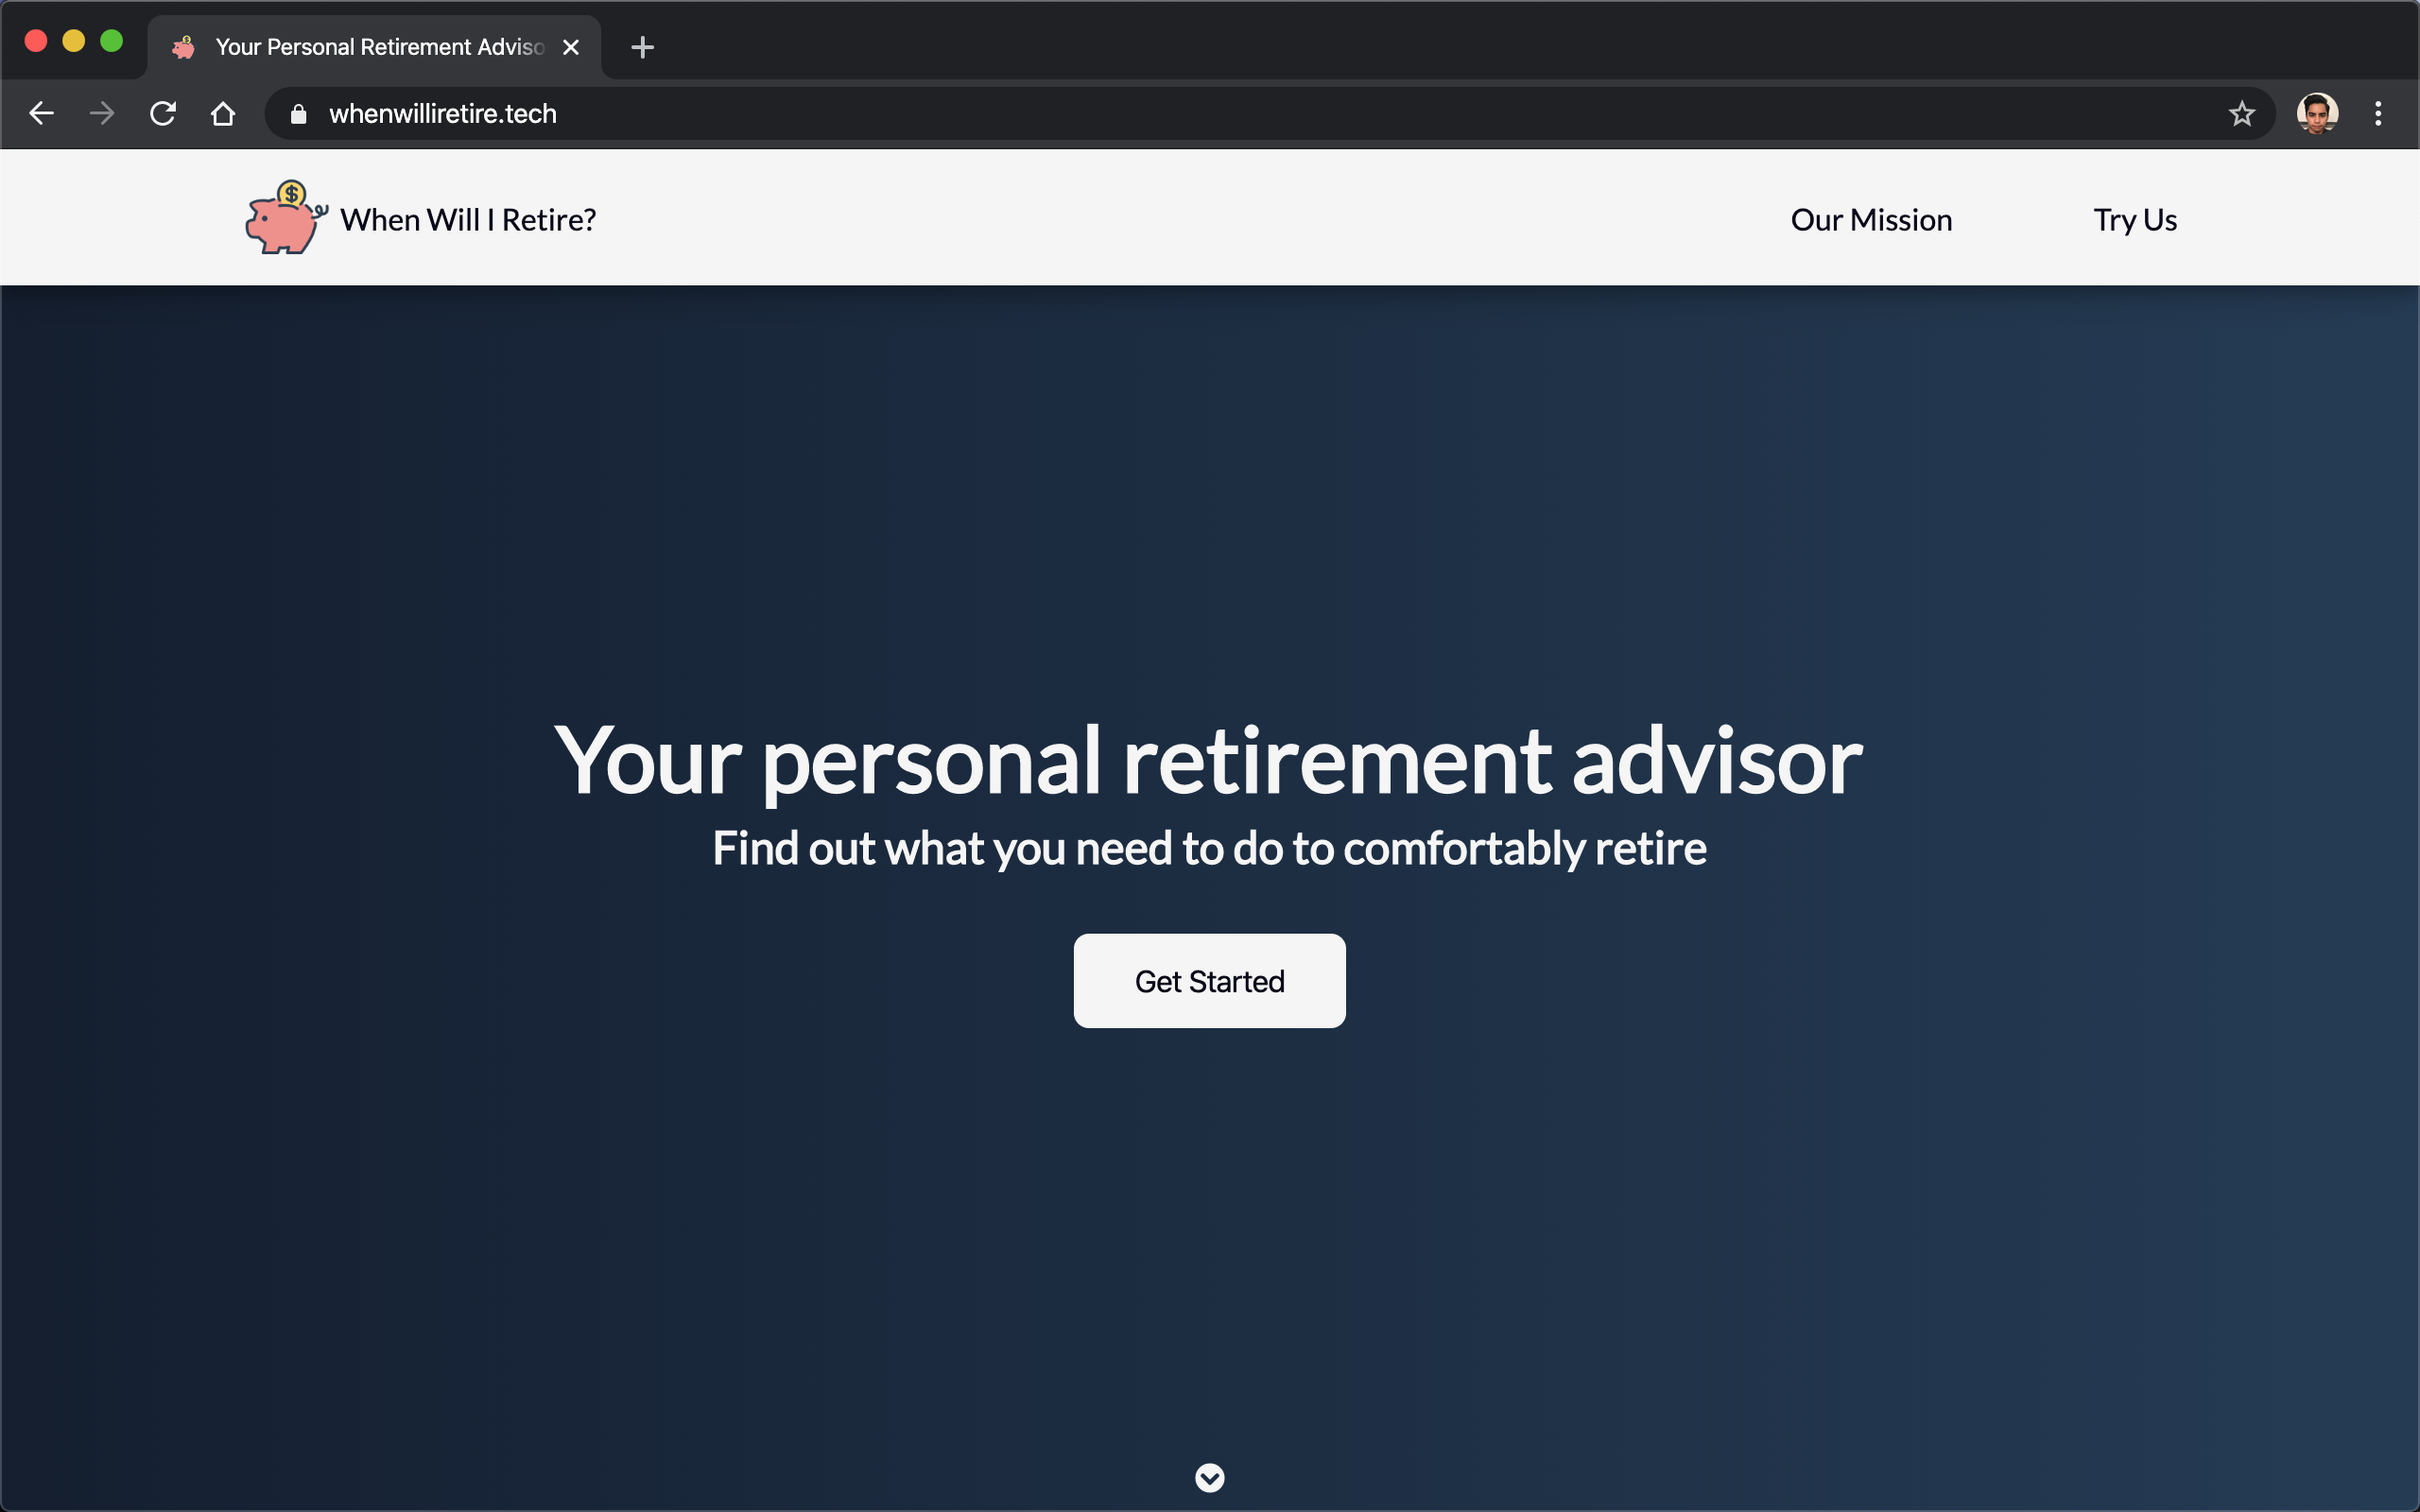 Your Personal Retirement Adviso
whenwilliretire.tech
$
When Will I Retire?
Our Mission
Try Us
Your personal retirement advisor
Find out what you need to do to comfortably retire
Get Started